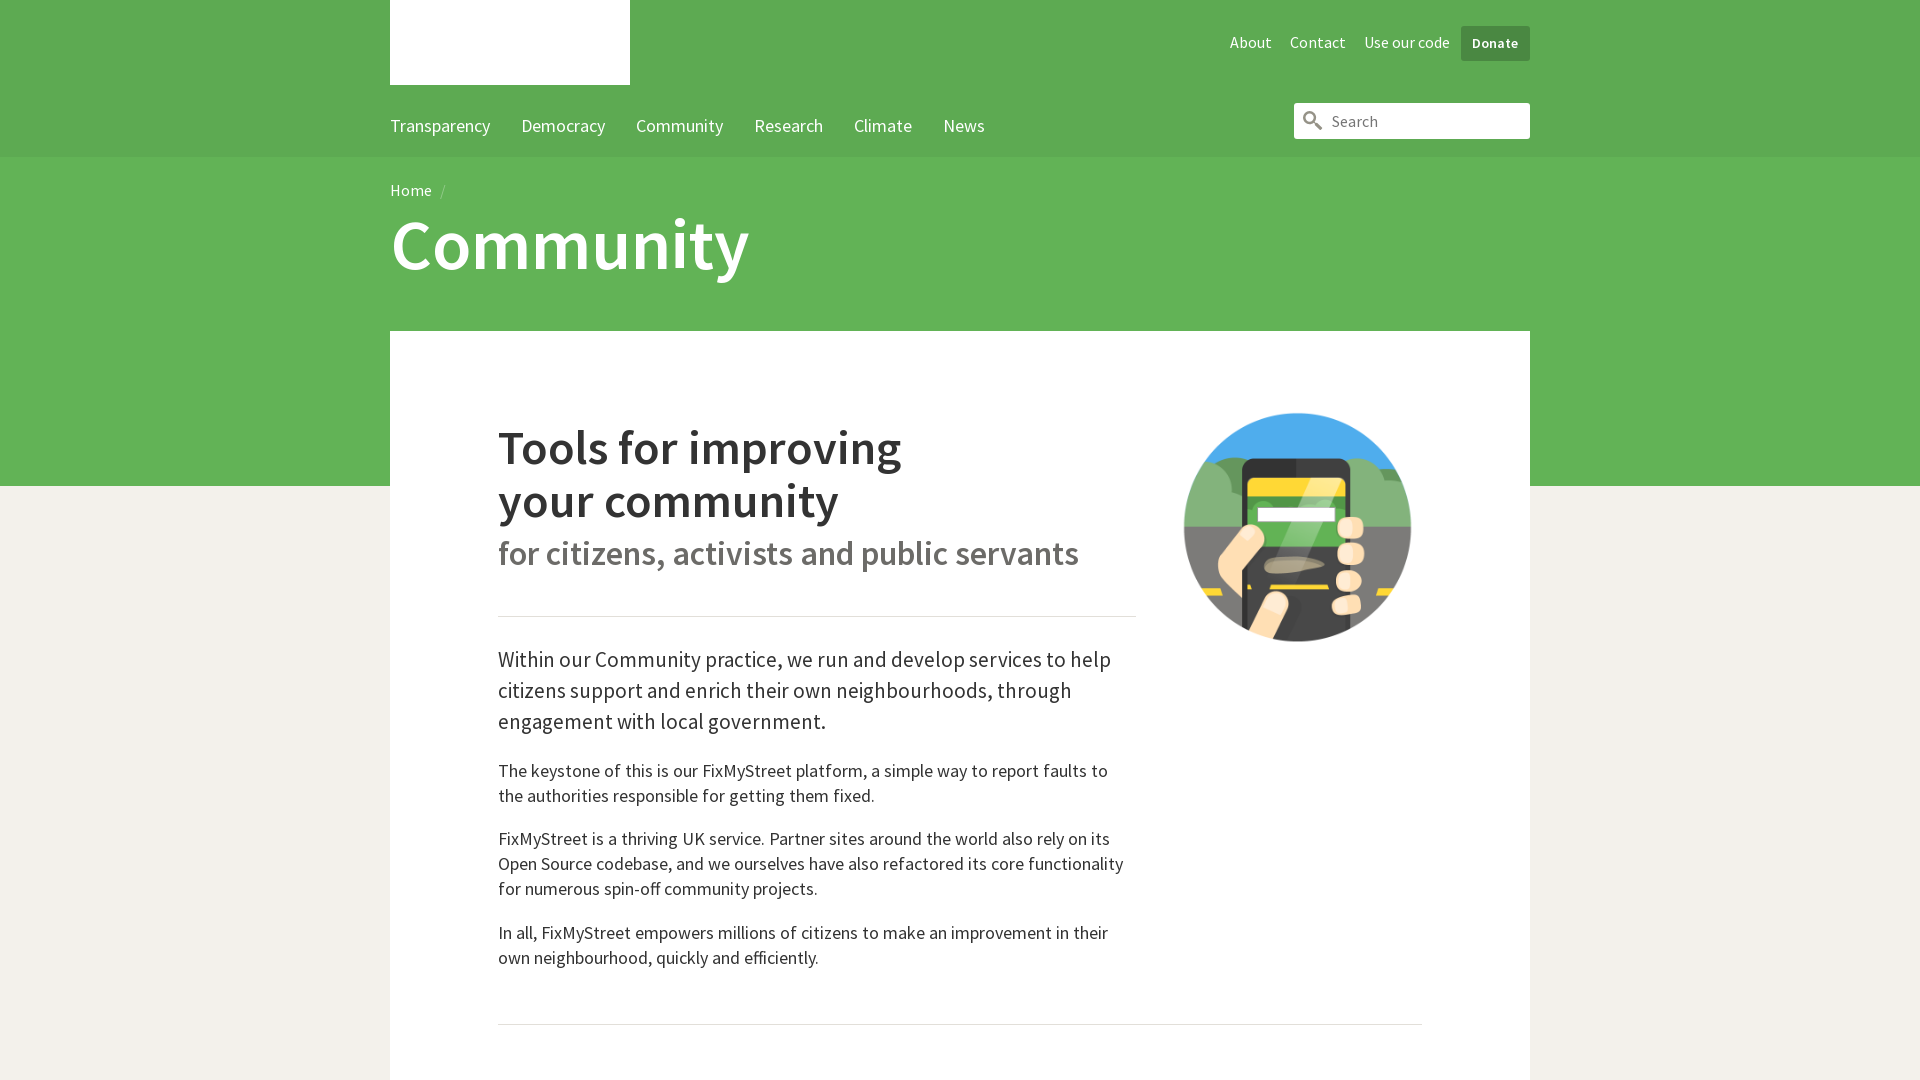 About
Contact
Use our code
Donate
Transparency
Democracy
Community
Research
Climate
News
Search
Home /
Community
Tools for improving
your community
for citizens, activists and public servants
Within our Community practice, we run and develop services to help
citizens support and enrich their own neighbourhoods, through
engagement with local government.
The keystone of this is our FixMyStreet platform, a simple way to report faults to
the authorities responsible for getting them fixed.
FixMyStreet is a thriving UK service. Partner sites around the world also rely on its
Open Source codebase, and we ourselves have also refactored its core functionality
for numerous spin-off community projects.
In all, FixMyStreet empowers millions of citizens to make an improvement in their
own neighbourhood, quickly and efficiently.